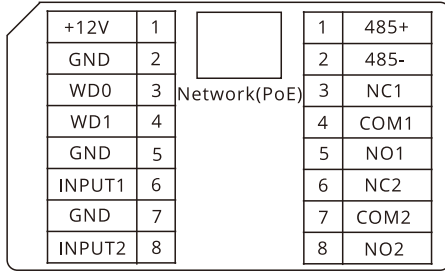 +12V 1
GND 2
WD0 3
WD1 4
GND 5
INPUT1 6
GND 7
INPUT2 8
Network(PoE)
1 485+
2 485-
3 NC1
4 COM1
5 NO1
6 NC2
7 COM2
8 NO2